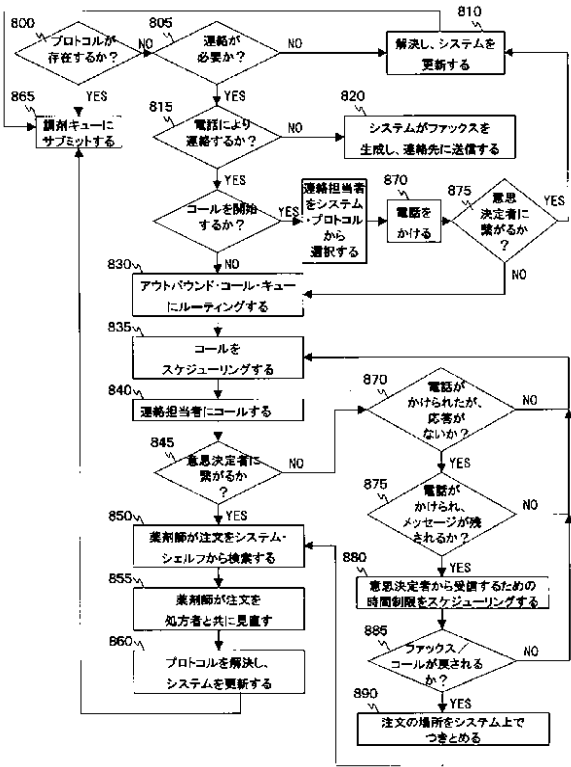 800
プロトコルが
存在するか？
NO
YES
805
連絡が
必要か？
NO
YES
810
解決し、システムを
更新する
865
調剤キューに
サブミットする
815
電話により
連絡するか？
NO
YES
820
システムがファックスを
生成し、連絡先に送信する
コールを開始
するか？
YES
NO
連絡担当者
をシステム
・プロトコル
から
選択する
870
電話を
かける
875
意思
決定者に
繋がるか
？
YES
NO
830
アウトバウンド・コール・キュー
にルーティングする
835
コールを
スケジューリングする
840
連絡担当者にコールする
845
意思決定者に
繋がるか
？
NO
YES
870
電話が
かけられたが、
応答が
ないか？
NO
YES
875
電話が
かけられ、
メッセージが残
されるか？
NO
YES
850
薬剤師が注文をシステム・
シェルフから検索する
855
薬剤師が注文を
処方者と共に見直す
860
プロトコルを解決し、
システムを更新する
880
意思決定者から受信するための
時間制限をスケジューリングする
885
ファックス／
コールが戻される
か？
NO
YES
890
注文の場所をシステム上で
つきとめる